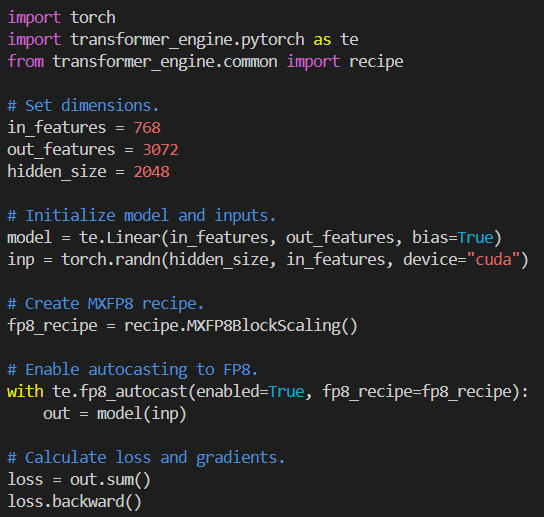 import torch
import transformer_engine.pytorch as te
from transformer_engine.common import recipe

# Set dimensions.
in_features = 768
out_features = 3072
hidden_size = 2048

# Initialize model and inputs.
model = te.Linear(in_features, out_features, bias=True)
inp = torch.randn(hidden_size, in_features, device="cuda")

# Create MXFP8 recipe.
fp8_recipe = recipe.MXFP8BlockScaling()

# Enable autocasting to FP8.
with te.fp8_autocast(enabled=True, fp8_recipe=fp8_recipe):
    out = model(inp)

# Calculate loss and gradients.
loss = out.sum()
loss.backward()